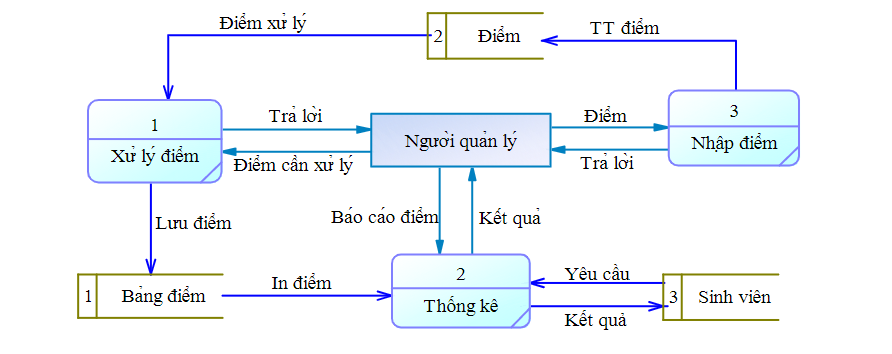 Điểm xử lý
2 Điểm
TT điểm
1
Xử lý điểm
Trả lời
Điểm cần xử lý
Người quản lý
Điểm
Trả lời
3
Nhập điểm
Lưu điểm
Báo cáo điểm
Kết quả
1 Bảng điểm
In điểm
2
Thống kê
Yêu cầu
Kết quả
3 Sinh viên